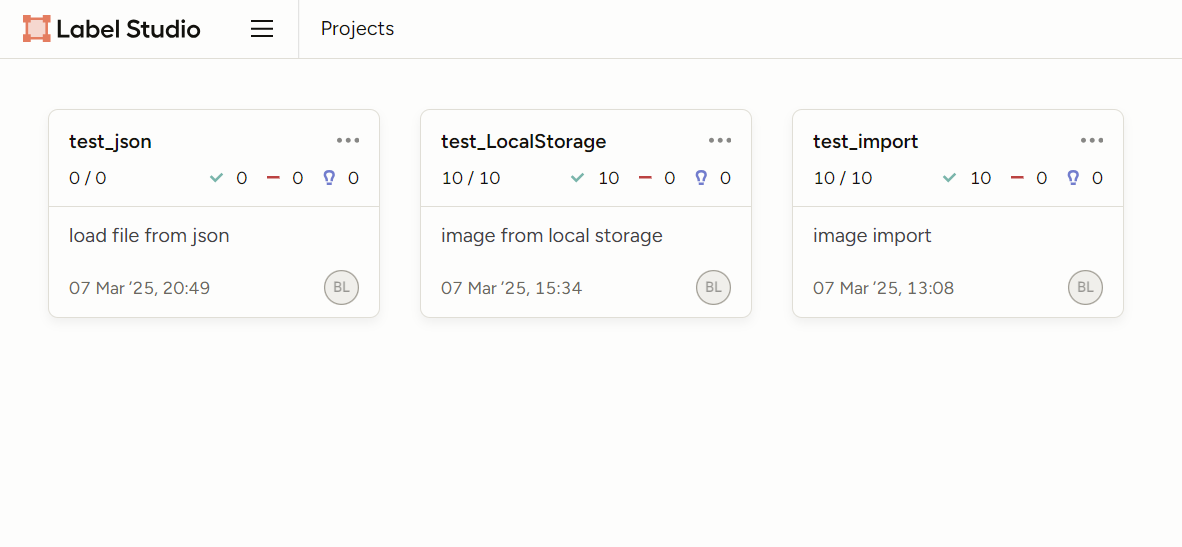 Label Studio
Projects
test_json
0 / 0 0 0 0
load file from json
07 Mar ‘25, 20:49 BL
test_LocalStorage
10 / 10 10 0 0
image from local storage
07 Mar ‘25, 15:34 BL
test_import
10 / 10 10 0 0
image import
07 Mar ‘25, 13:08 BL